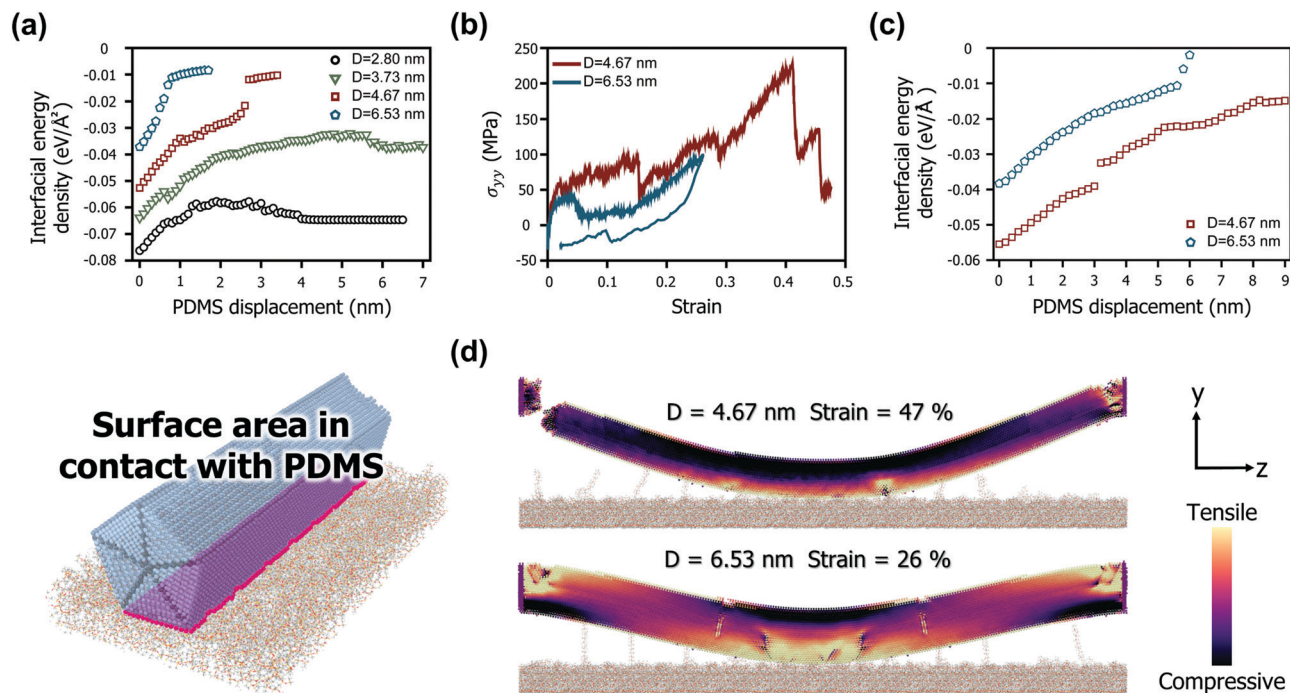 (a)
0
-0.01
-0.02
-0.03
-0.04
-0.05
-0.06
-0.07
-0.08
Interfacial energy
density (eV/Å²)
D=2.80 nm
D=3.73 nm
D=4.67 nm
D=6.53 nm
0 1 2 3 4 5 6 7
PDMS displacement (nm)
(b)
250
200
150
100
50
0
-50
-100
σyy (MPa)
D=4.67 nm
D=6.53 nm
0 0.1 0.2 0.3 0.4 0.5
Strain
(c)
0
-0.01
-0.02
-0.03
-0.04
-0.05
-0.06
Interfacial energy
density (eV/Å)
D=4.67 nm
D=6.53 nm
0 1 2 3 4 5 6 7 8 9
PDMS displacement (nm)
Surface area in
contact with PDMS
(d)
D = 4.67 nm Strain = 47 %
D = 6.53 nm Strain = 26 %
y
z
Tensile
Compressive